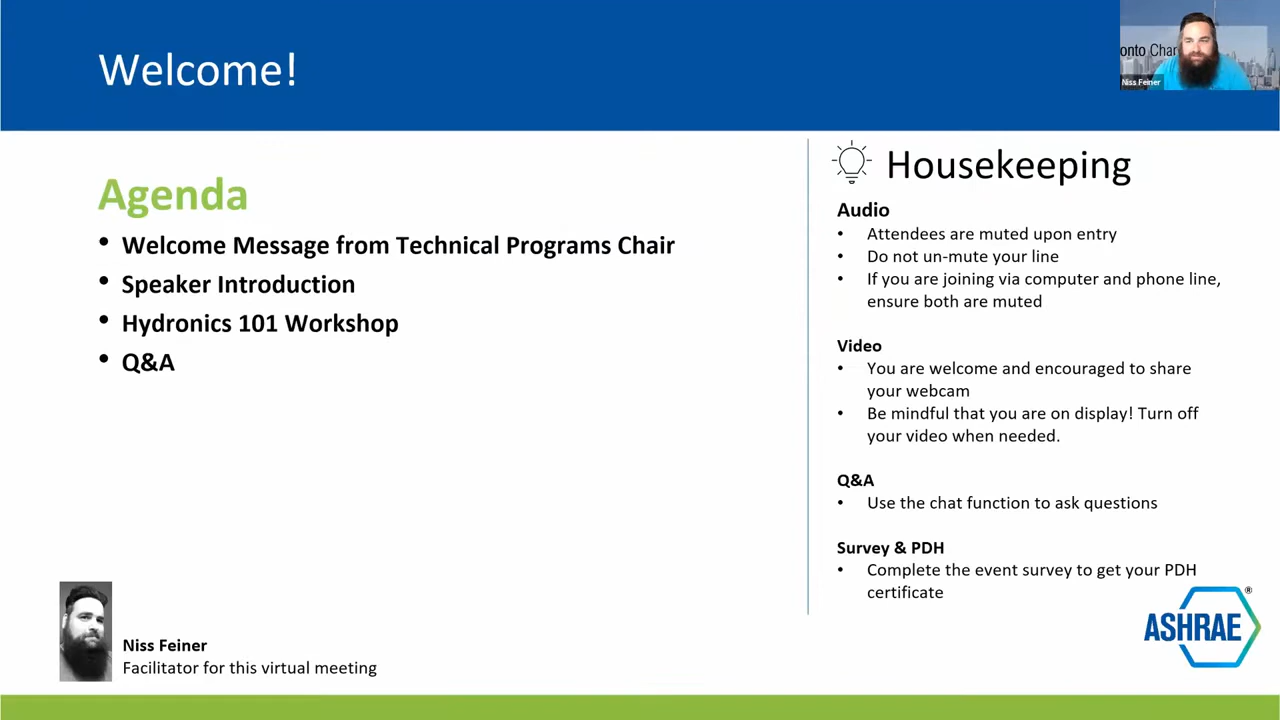 Welcome!
onto Chap
Niss Feiner
Agenda
• Welcome Message from Technical Programs Chair
• Speaker Introduction
• Hydronics 101 Workshop
• Q&A
Niss Feiner
Facilitator for this virtual meeting
Housekeeping
Audio
• Attendees are muted upon entry
• Do not un-mute your line
• If you are joining via computer and phone line,
ensure both are muted
Video
• You are welcome and encouraged to share
your webcam
• Be mindful that you are on display! Turn off
your video when needed.
Q&A
• Use the chat function to ask questions
Survey & PDH
• Complete the event survey to get your PDH
certificate
ASHRAE®